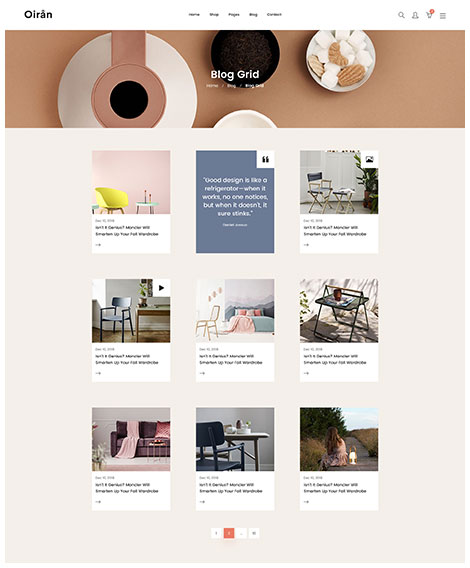 Oirån
Home Shop Pages Blog Contact
Blog Grid
Home / Blog / Blog Grid
"Good design is like a
refrigerator—when it
works, no one notices,
but when it doesn't, it
sure stinks."
Dec 10, 2018
Isn't It Genius? Moncler Will
Smarten Up Your Fall Wardrobe
Dec 10, 2018
Isn't It Genius? Moncler Will
Smarten Up Your Fall Wardrobe
Dec 10, 2018
Isn't It Genius? Moncler Will
Smarten Up Your Fall Wardrobe
Dec 10, 2018
Isn't It Genius? Moncler Will
Smarten Up Your Fall Wardrobe
Dec 10, 2018
Isn't It Genius? Moncler Will
Smarten Up Your Fall Wardrobe
Dec 10, 2018
Isn't It Genius? Moncler Will
Smarten Up Your Fall Wardrobe
Dec 10, 2018
Isn't It Genius? Moncler Will
Smarten Up Your Fall Wardrobe
Dec 10, 2018
Isn't It Genius? Moncler Will
Smarten Up Your Fall Wardrobe